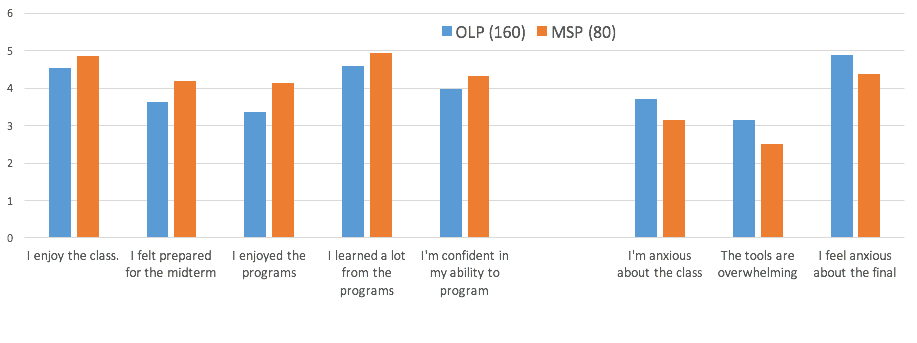 6
OLP (160) MSP (80)
5
4
3
2
1
0
I enjoy the class.
I felt prepared
for the midterm
I enjoyed the
programs
I learned a lot
from the
programs
I'm confident in
my ability to
program
I'm anxious
about the class
The tools are
overwhelming
I feel anxious
about the final